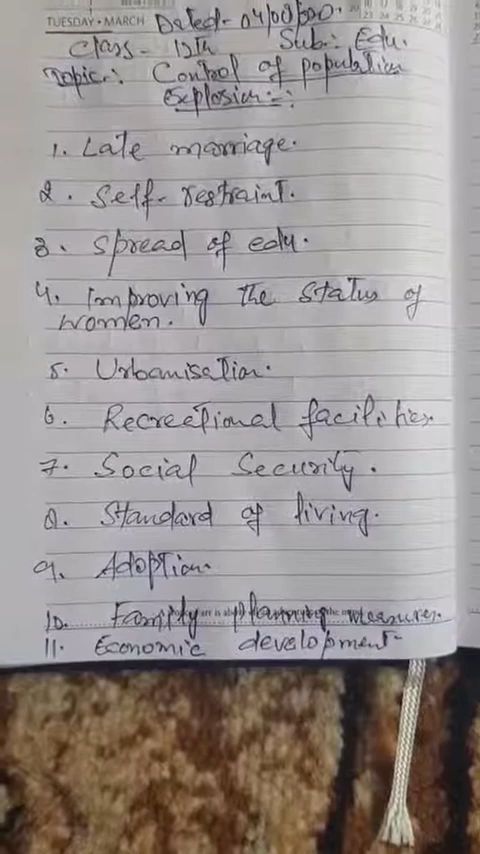 TUESDAY • MARCH Dated- 04/08/020.
Class- 12th Sub: Edu.
Topic: Control of population
Explosion:-
1. Late marriage.
2. Self-restraint.
3. Spread of edu.
4. Improving the status of
women.
5. Urbanisation.
6. Recreational facilities.
7. Social Security.
8. Standard of living.
9. Adoption.
10. Family planning measures.
11. Economic development